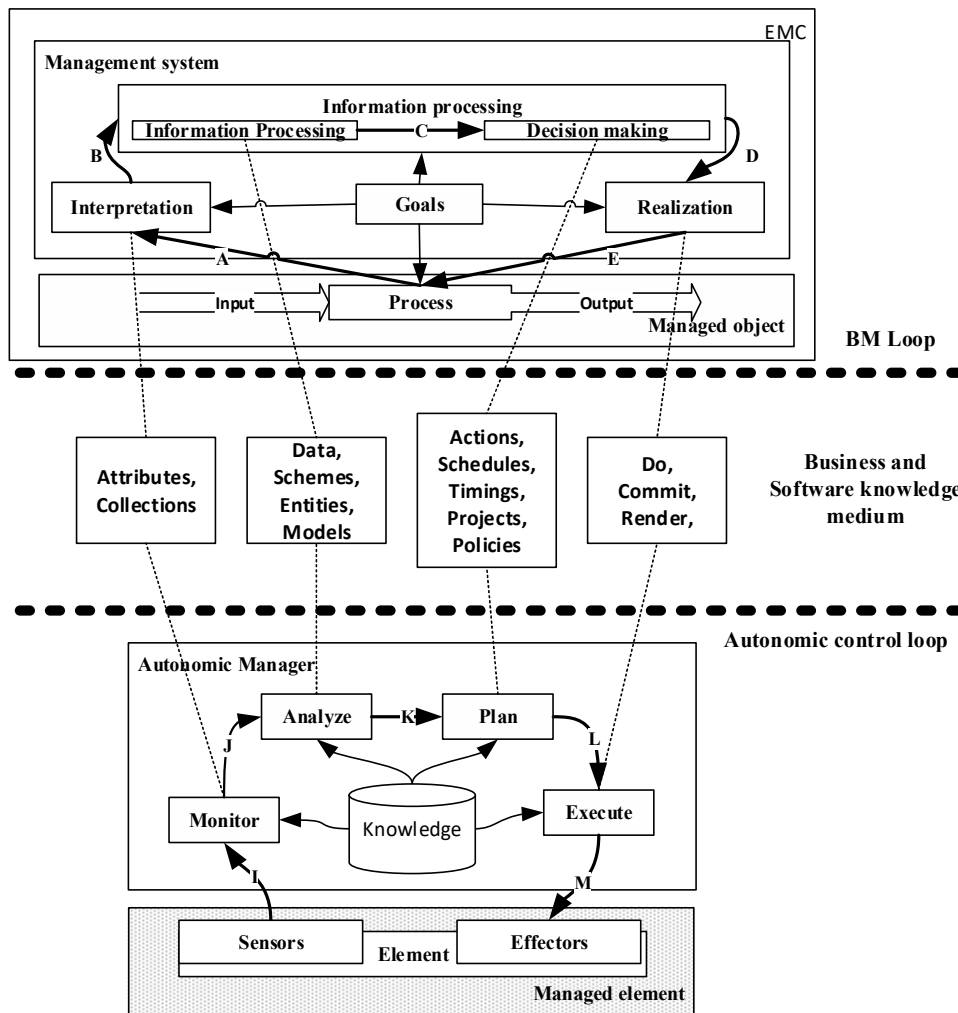 EMC
Management system
Information processing
Information Processing
C
Decision making
B
D
Interpretation
Goals
Realization
A
E
Input
Process
Output
Managed object
BM Loop
Attributes,
Collections
Data,
Schemes,
Entities,
Models
Actions,
Schedules,
Timings,
Projects,
Policies
Do,
Commit,
Render,
Business and
Software knowledge
medium
Autonomic control loop
Autonomic Manager
Analyze
K
Plan
J
L
Monitor
Knowledge
Execute
I
M
Sensors
Element
Effectors
Managed element